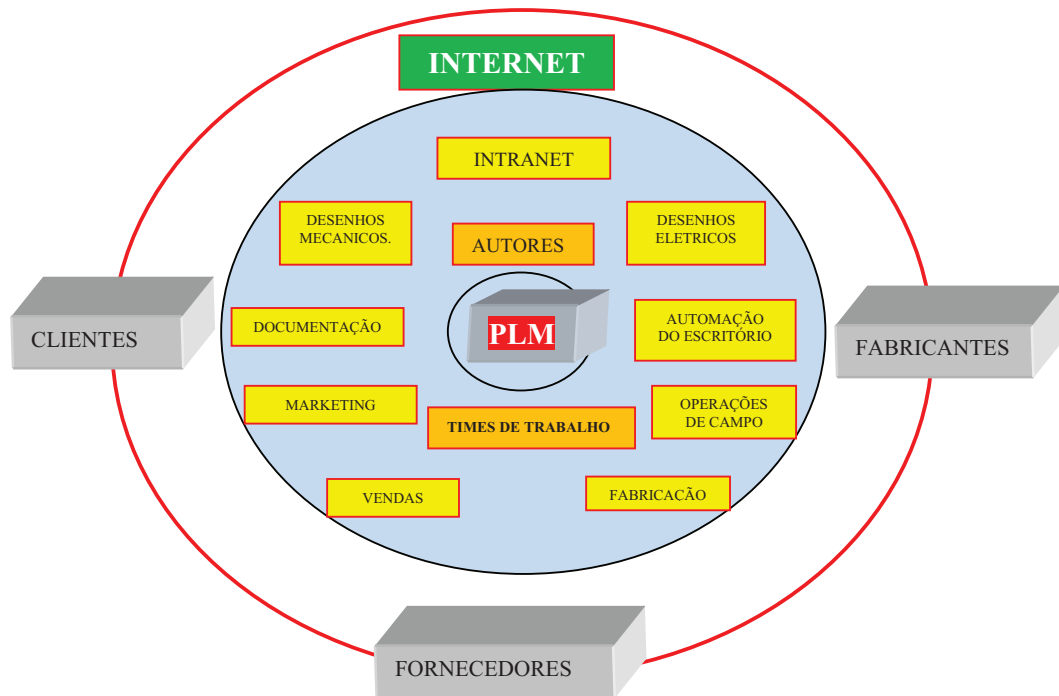 INTERNET
INTRANET
DESENHOS
MECANICOS.
AUTORES
DESENHOS
ELETRICOS
CLIENTES
DOCUMENTAÇÃO
PLM
AUTOMAÇÃO
DO ESCRITÓRIO
FABRICANTES
MARKETING
TIMES DE TRABALHO
OPERAÇÕES
DE CAMPO
VENDAS
FABRICAÇÃO
FORNECEDORES